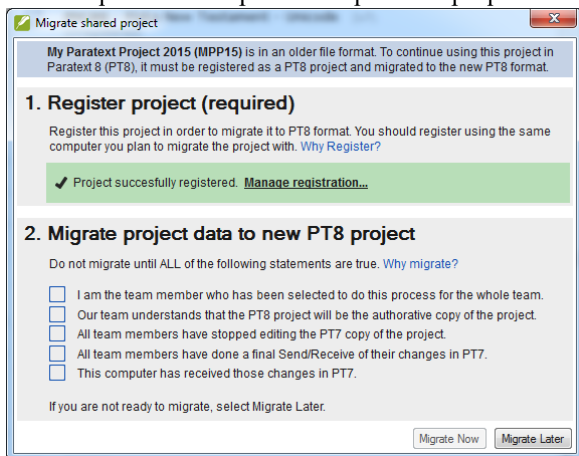 Migrate shared project
My Paratext Project 2015 (MPP15) is in an older file format. To continue using this project in
Paratext 8 (PT8), it must be registered as a PT8 project and migrated to the new PT8 format.
1. Register project (required)
Register this project in order to migrate it to PT8 format. You should register using the same
computer you plan to migrate the project with. Why Register?
Project succesfully registered. Manage registration...
2. Migrate project data to new PT8 project
Do not migrate until ALL of the following statements are true. Why migrate?
I am the team member who has been selected to do this process for the whole team.
Our team understands that the PT8 project will be the authorative copy of the project.
All team members have stopped editing the PT7 copy of the project.
All team members have done a final Send/Receive of their changes in PT7.
This computer has received those changes in PT7.
If you are not ready to migrate, select Migrate Later.
Migrate Now Migrate Later